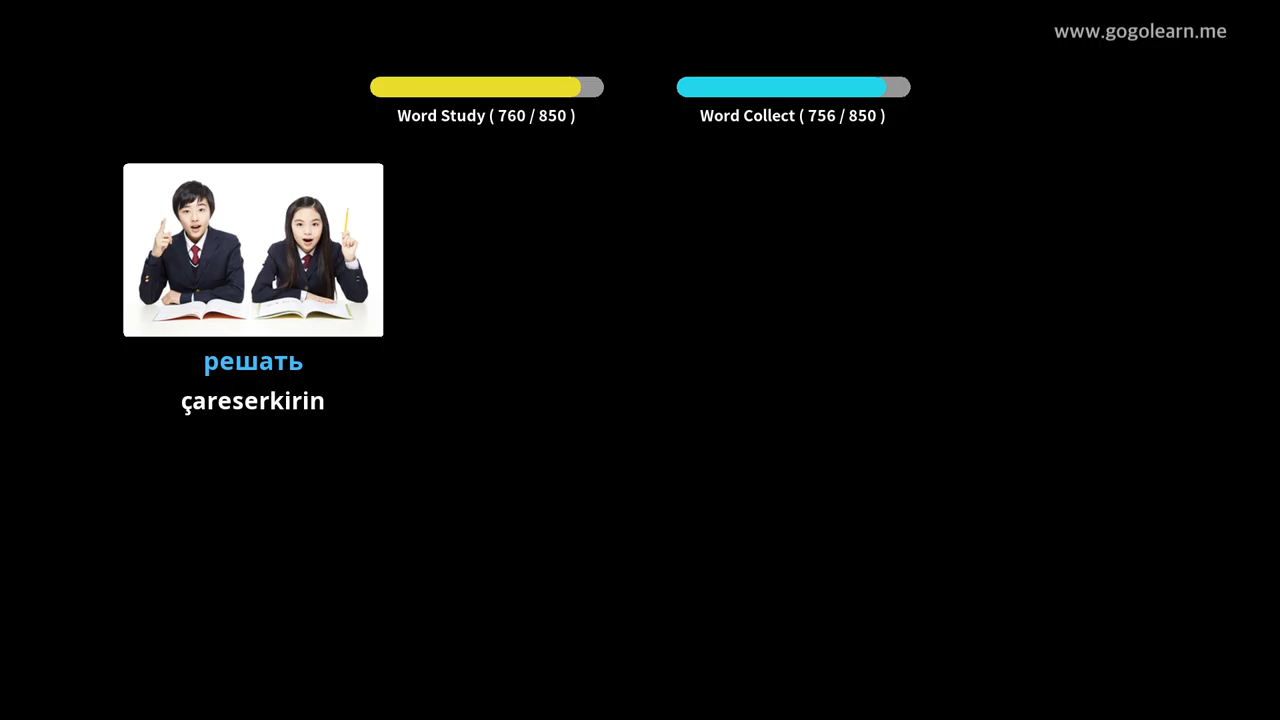 www.gogolearn.me
Word Study ( 760 / 850 )
Word Collect ( 756 / 850 )
решать
çareserkirin